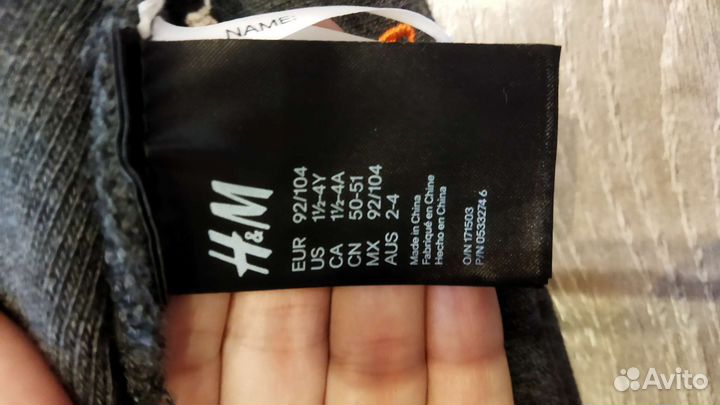 NAME:
H&M
EUR 92/104
US 1½-4Y
CA 1½-4A
CN 50-51
MX 92/104
AUS 2-4
Made in China
Fabriqué en Chine
Hecho en China
O/N 171503
P/N 0533274 6
Avito